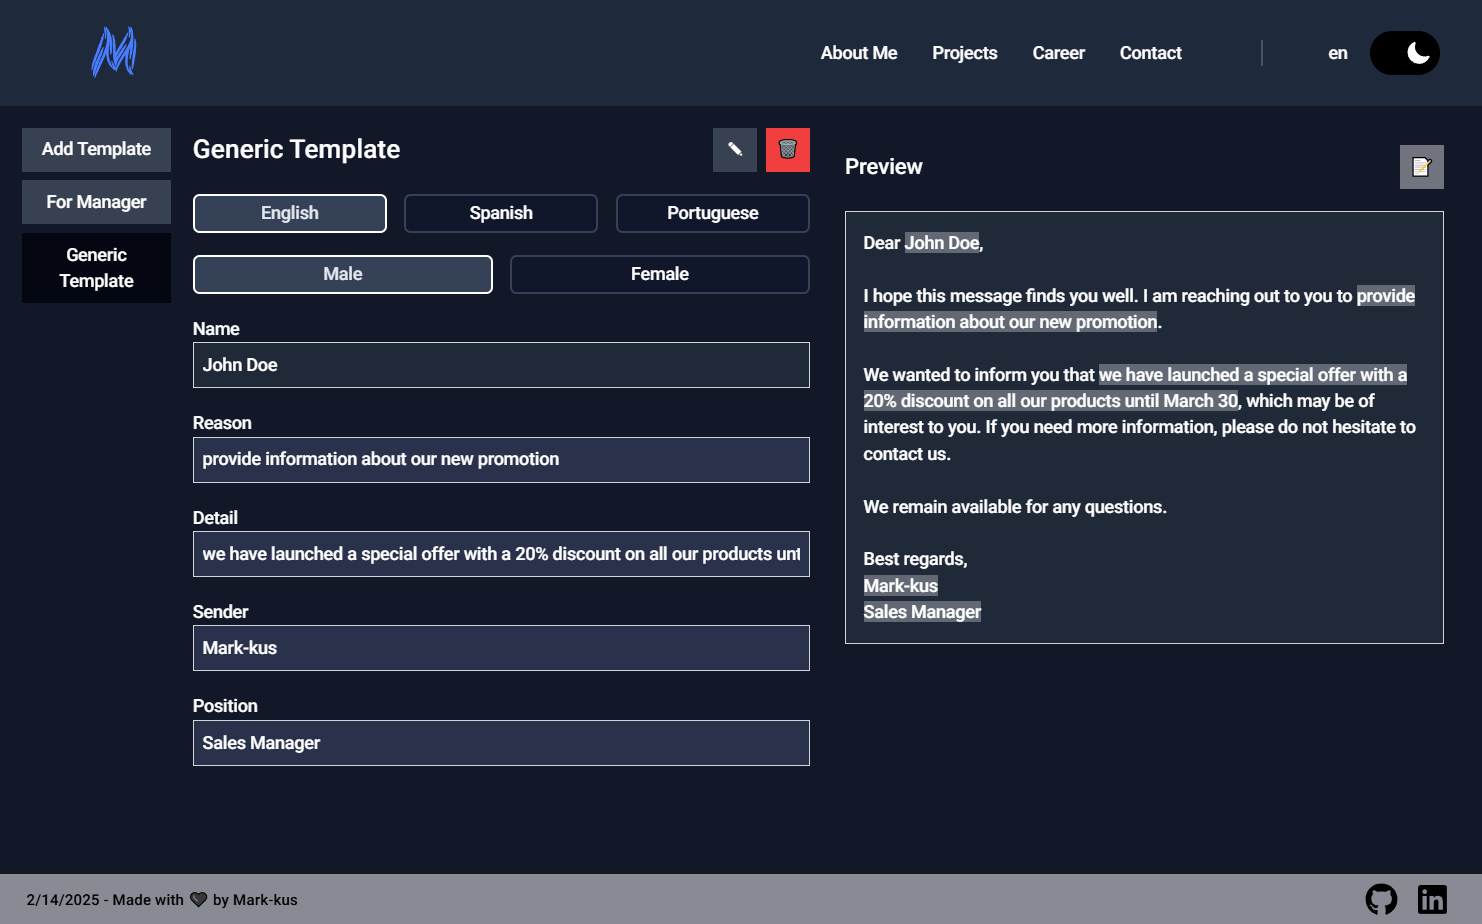 About Me
Projects
Career
Contact
en
Add Template
For Manager
Generic
Template
Generic Template
English
Spanish
Portuguese
Male
Female
Name
John Doe
Reason
provide information about our new promotion
Detail
we have launched a special offer with a 20% discount on all our products unt
Sender
Mark-kus
Position
Sales Manager
Preview
Dear John Doe,
I hope this message finds you well. I am reaching out to you to provide
information about our new promotion.
We wanted to inform you that we have launched a special offer with a
20% discount on all our products until March 30, which may be of
interest to you. If you need more information, please do not hesitate to
contact us.
We remain available for any questions.
Best regards,
Mark-kus
Sales Manager
2/14/2025 - Made with 🖤 by Mark-kus